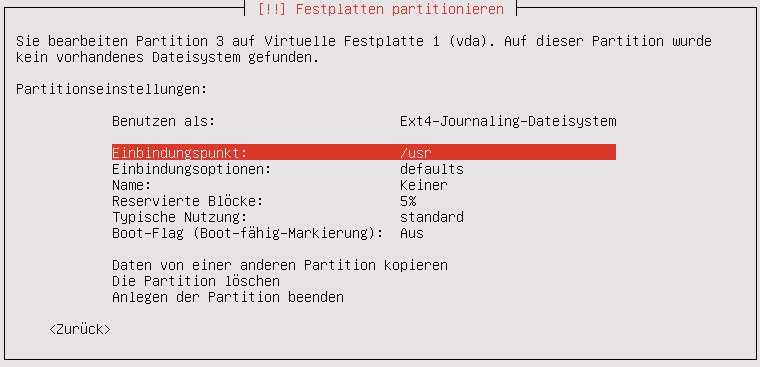 [!!] Festplatten partitionieren
Sie bearbeiten Partition 3 auf Virtuelle Festplatte 1 (vda). Auf dieser Partition wurde
kein vorhandenes Dateisystem gefunden.
Partitionseinstellungen:
Benutzen als: Ext4-Journaling-Dateisystem
Einbindungspunkt: /usr
Einbindungsoptionen: defaults
Name: Keiner
Reservierte Blöcke: 5%
Typische Nutzung: standard
Boot-Flag (Boot-fähig-Markierung): Aus
Daten von einer anderen Partition kopieren
Die Partition löschen
Anlegen der Partition beenden
<Zurück>